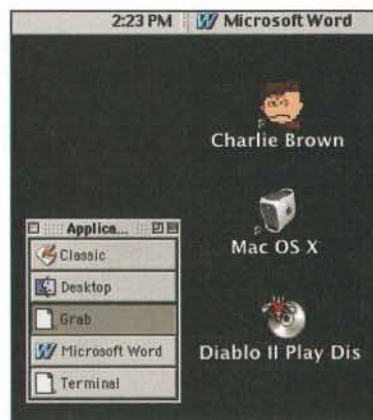 2:23 PM Microsoft Word
Charlie Brown
Mac OS X
Applica...
Classic
Desktop
Grab
Microsoft Word
Terminal
Diablo II Play Dis